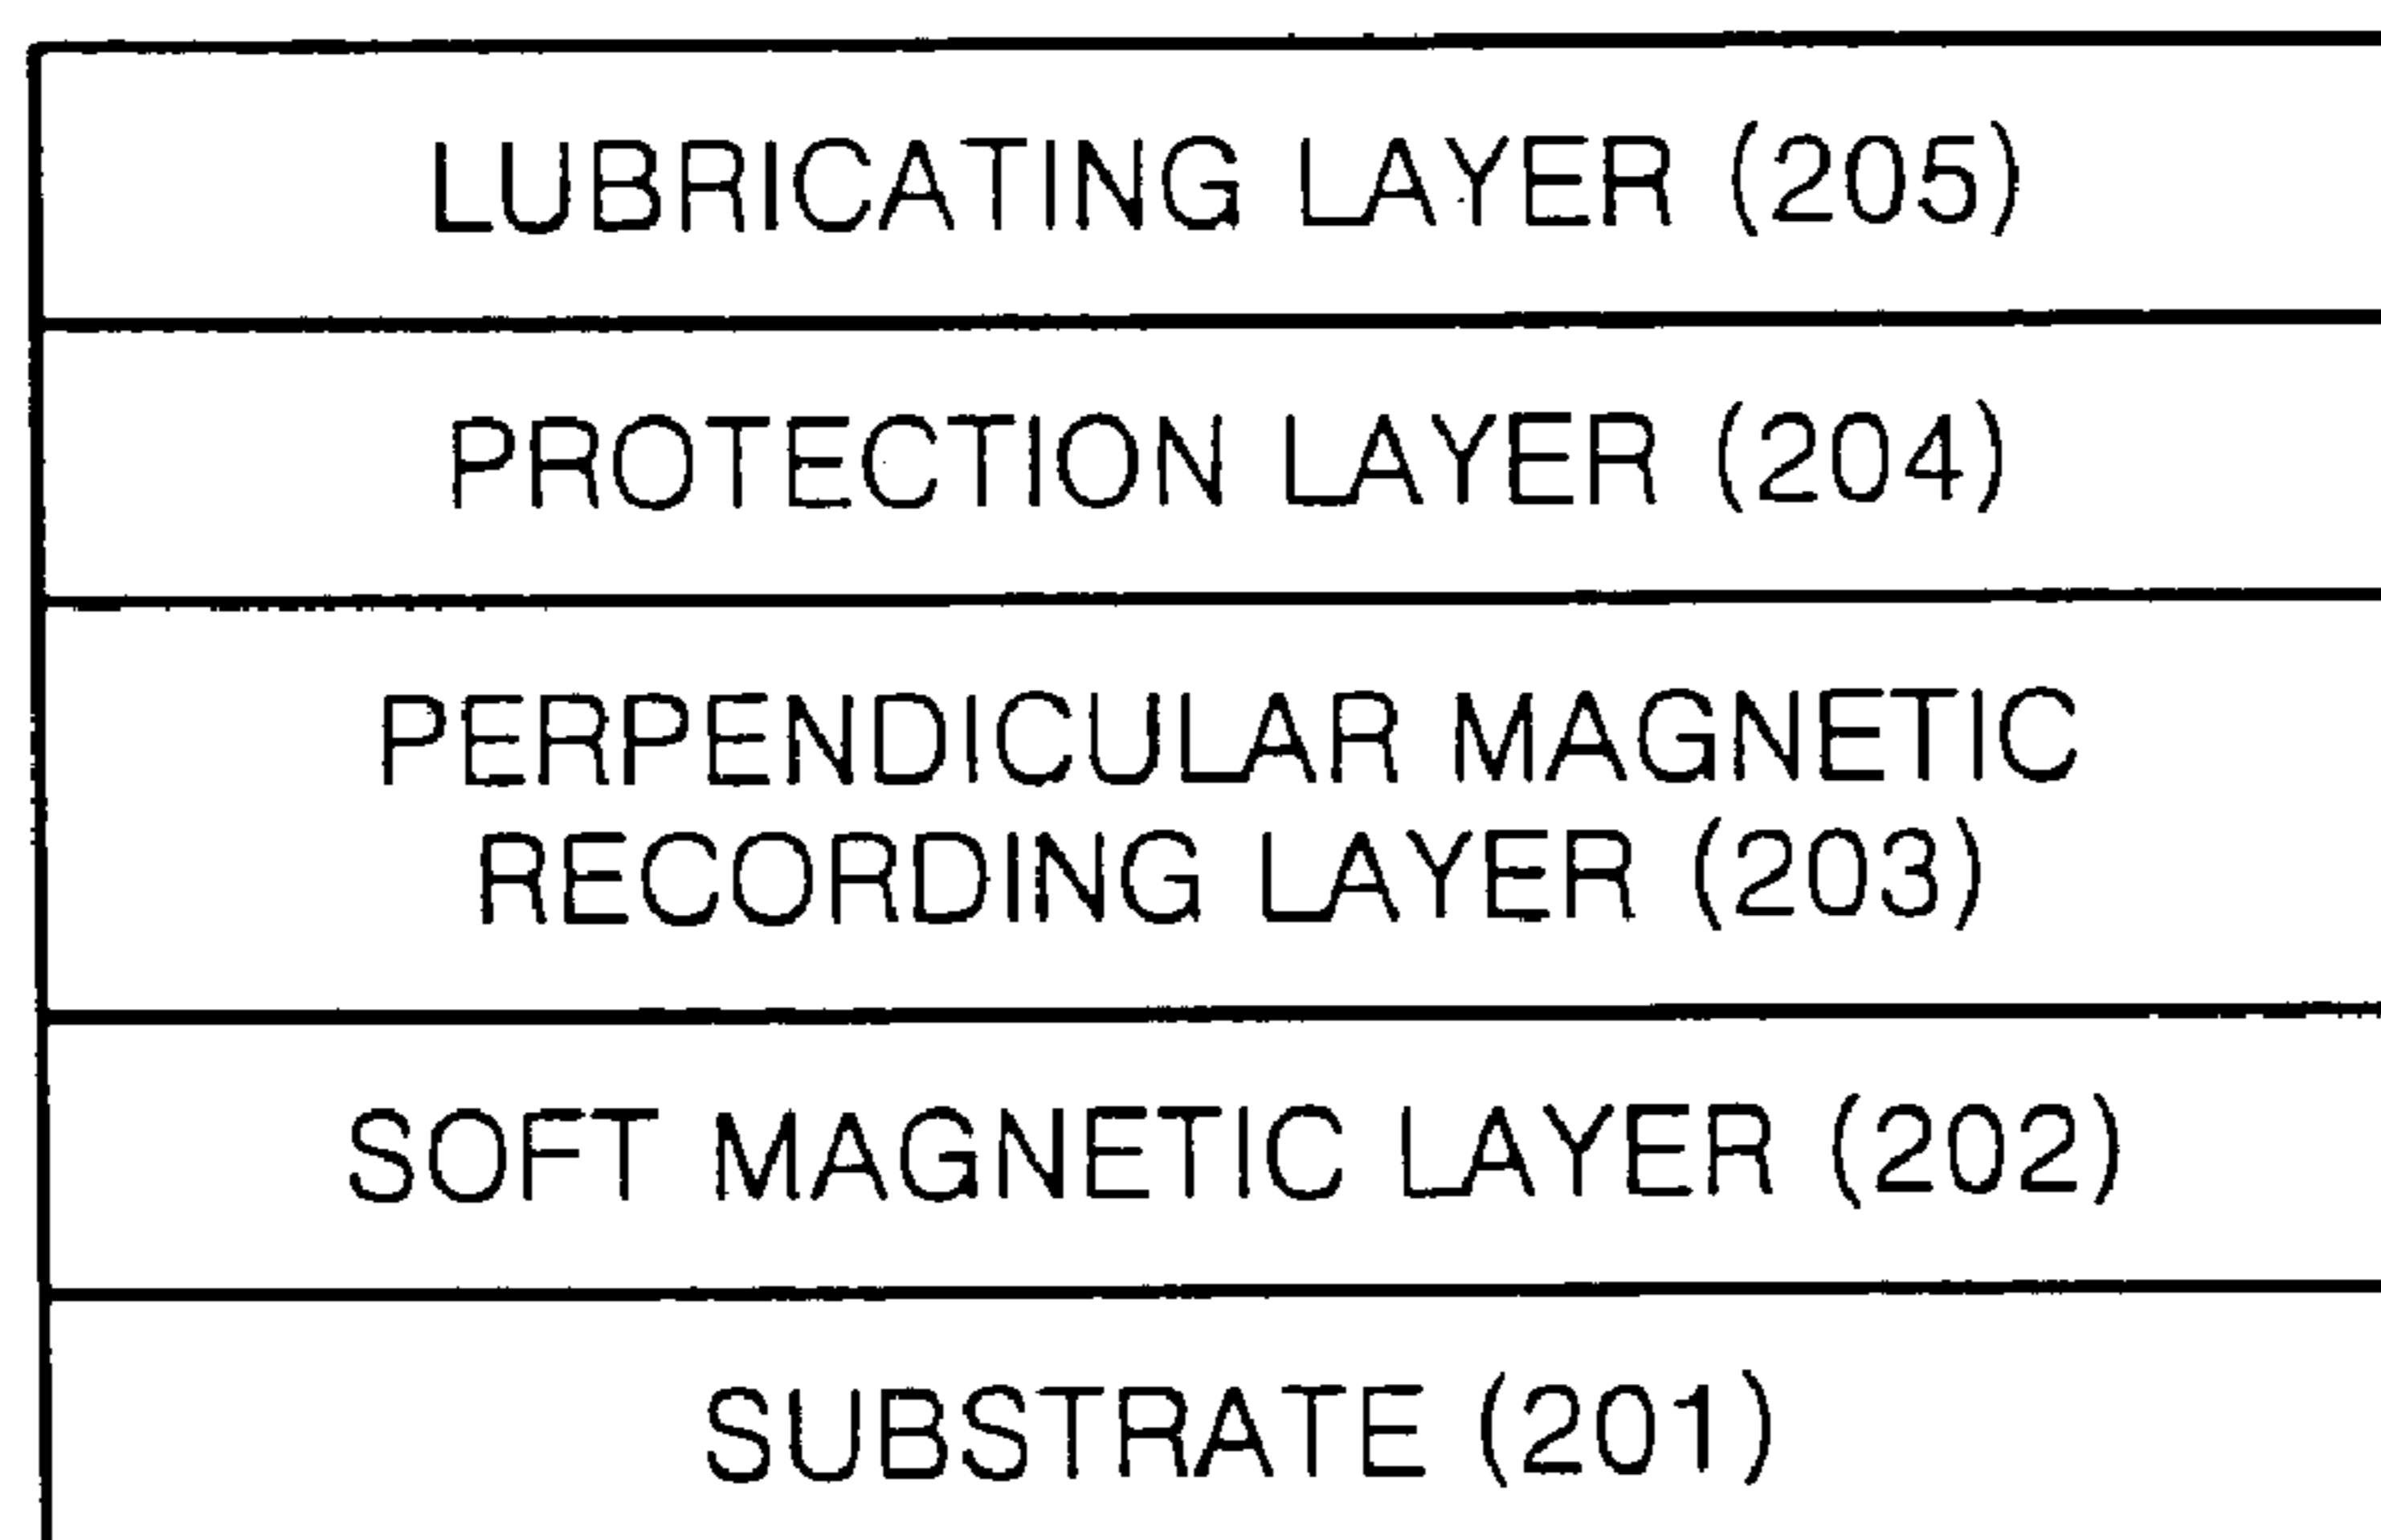 LUBRICATING LAYER (205)
PROTECTION LAYER (204)
PERPENDICULAR MAGNETIC
RECORDING LAYER (203)
SOFT MAGNETIC LAYER (202)
SUBSTRATE (201)